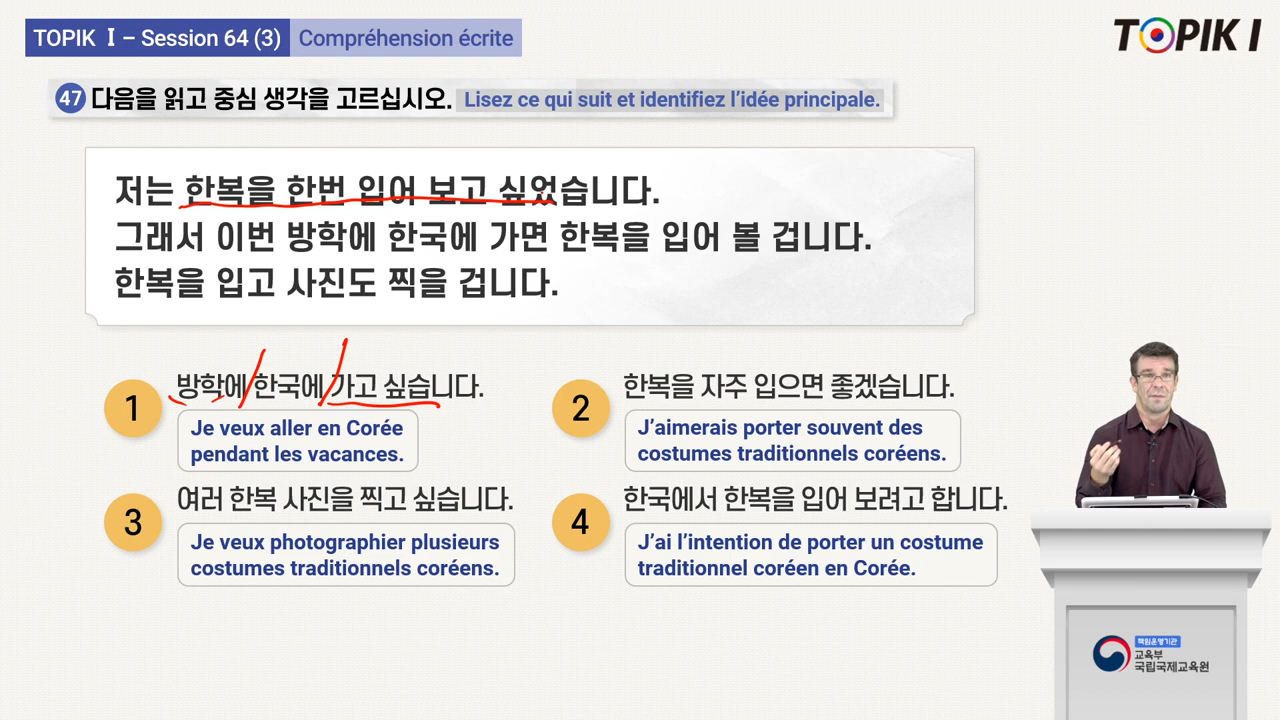 TOPIK Ⅰ – Session 64 (3) Compréhension écrite
TOPIK I
47 다음을 읽고 중심 생각을 고르십시오. Lisez ce qui suit et identifiez l’idée principale.
저는 한복을 한번 입어 보고 싶었습니다.
그래서 이번 방학에 한국에 가면 한복을 입어 볼 겁니다.
한복을 입고 사진도 찍을 겁니다.
1 방학에 한국에 가고 싶습니다.
Je veux aller en Corée
pendant les vacances.
2 한복을 자주 입으면 좋겠습니다.
J’aimerais porter souvent des
costumes traditionnels coréens.
3 여러 한복 사진을 찍고 싶습니다.
Je veux photographier plusieurs
costumes traditionnels coréens.
4 한국에서 한복을 입어 보려고 합니다.
J’ai l’intention de porter un costume
traditionnel coréen en Corée.
책임운영기관
교육부
국립국제교육원